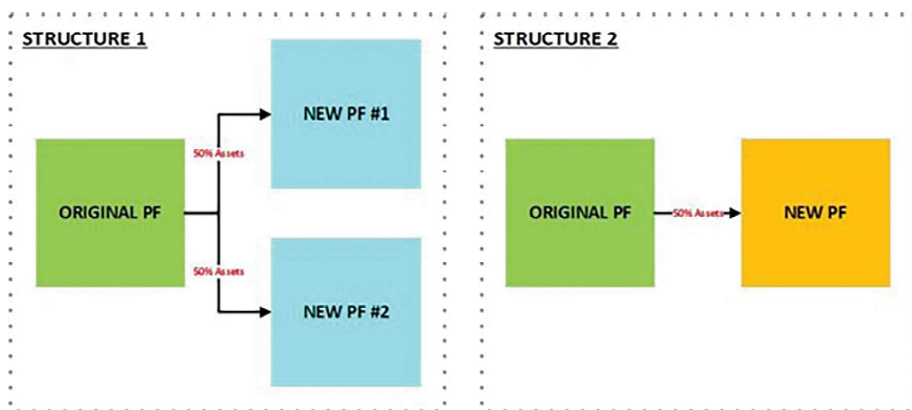 STRUCTURE 1
NEW PF #1
50% Assets
ORIGINAL PF
50% Assets
NEW PF #2
STRUCTURE 2
ORIGINAL PF
50% Assets
NEW PF